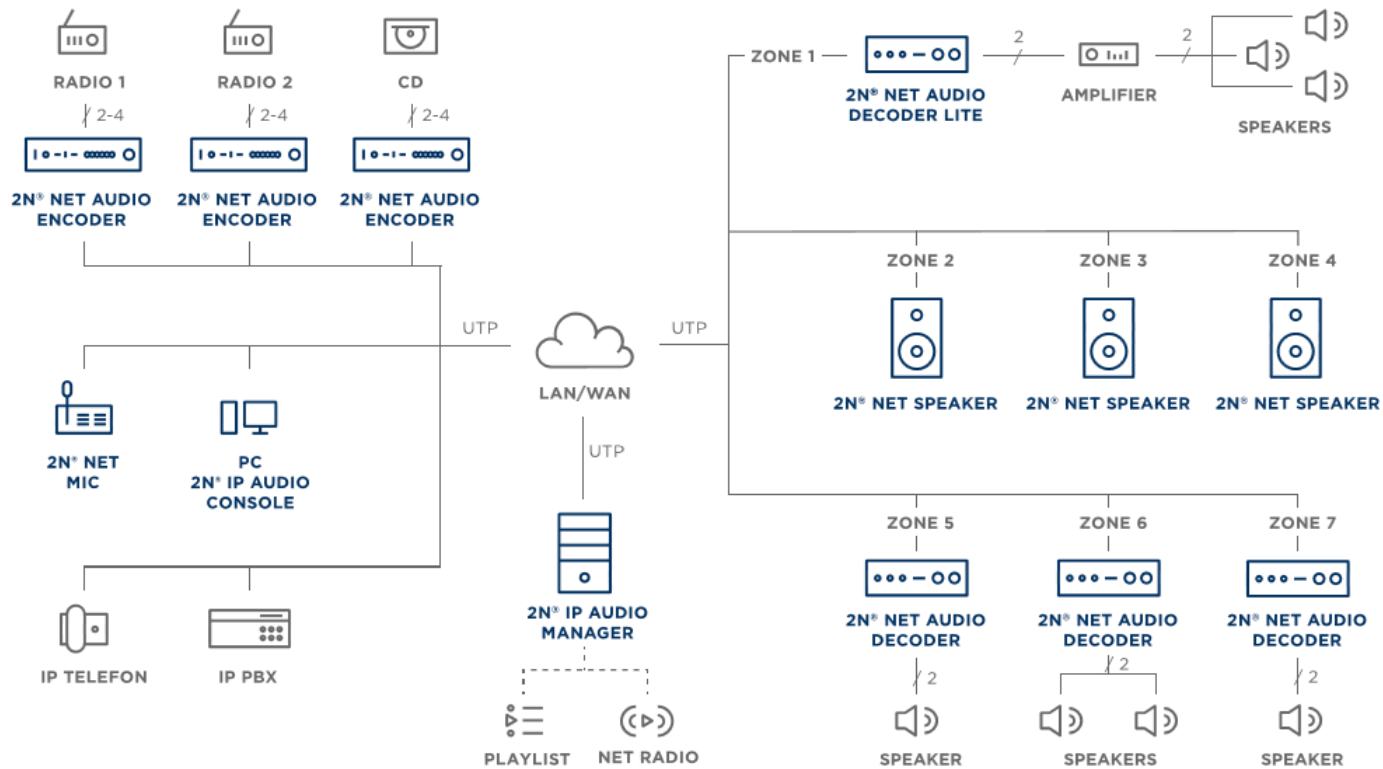 RADIO 1
RADIO 2
CD
2-4
2-4
2-4
2N® NET AUDIO
ENCODER
2N® NET AUDIO
ENCODER
2N® NET AUDIO
ENCODER
UTP
2N® NET
MIC
PC
2N® IP AUDIO
CONSOLE
IP TELEFON
IP PBX
LAN/WAN
UTP
2N® IP AUDIO
MANAGER
PLAYLIST
NET RADIO
UTP
ZONE 1
2N® NET AUDIO
DECODER LITE
2
AMPLIFIER
2
SPEAKERS
ZONE 2
ZONE 3
ZONE 4
2N® NET SPEAKER
2N® NET SPEAKER
2N® NET SPEAKER
ZONE 5
ZONE 6
ZONE 7
2N® NET AUDIO
DECODER
2N® NET AUDIO
DECODER
2N® NET AUDIO
DECODER
2
2
2
SPEAKER
SPEAKERS
SPEAKER